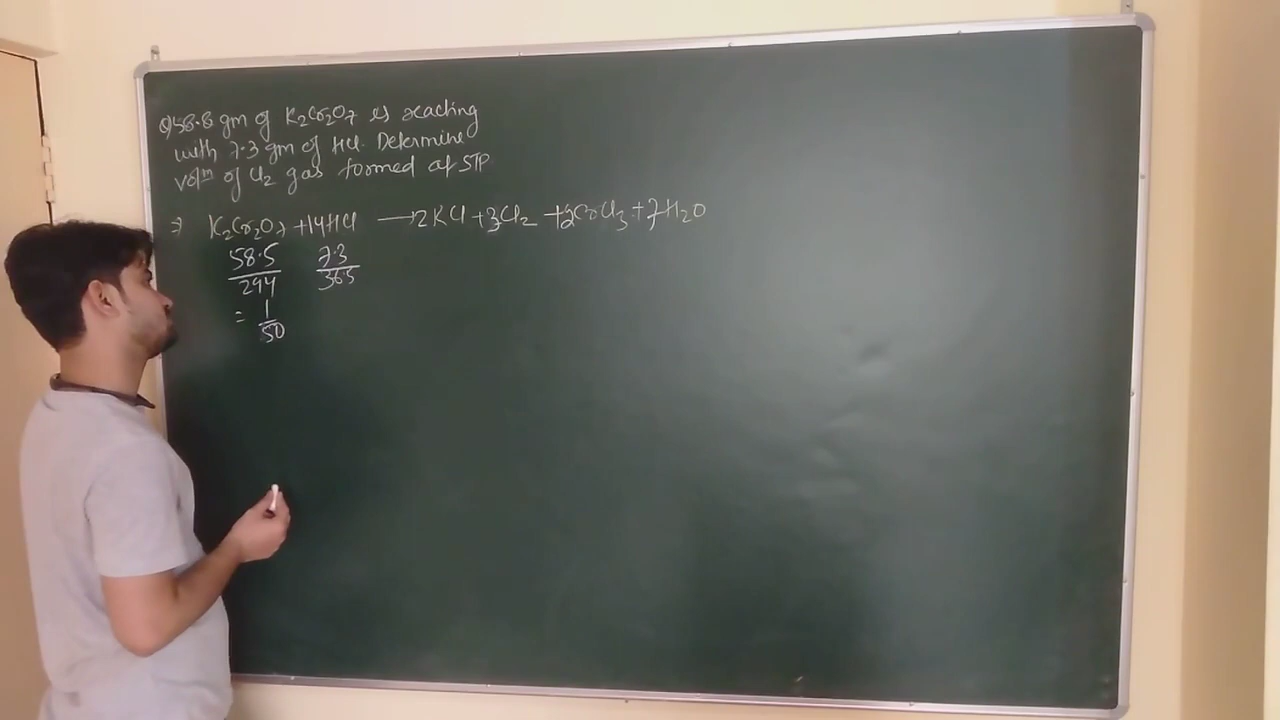 Q) 58.8 gm of K2Cr2O7 is reacting
with 7.3 gm of HCl. Determine
volm of Cl2 gas formed at STP
⇒ K2Cr2O7 + 14HCl ⟶ 2KCl + 3Cl2 + 2CrCl3 + 7H2O
58.5/294 7.3/36.5
= 1/50